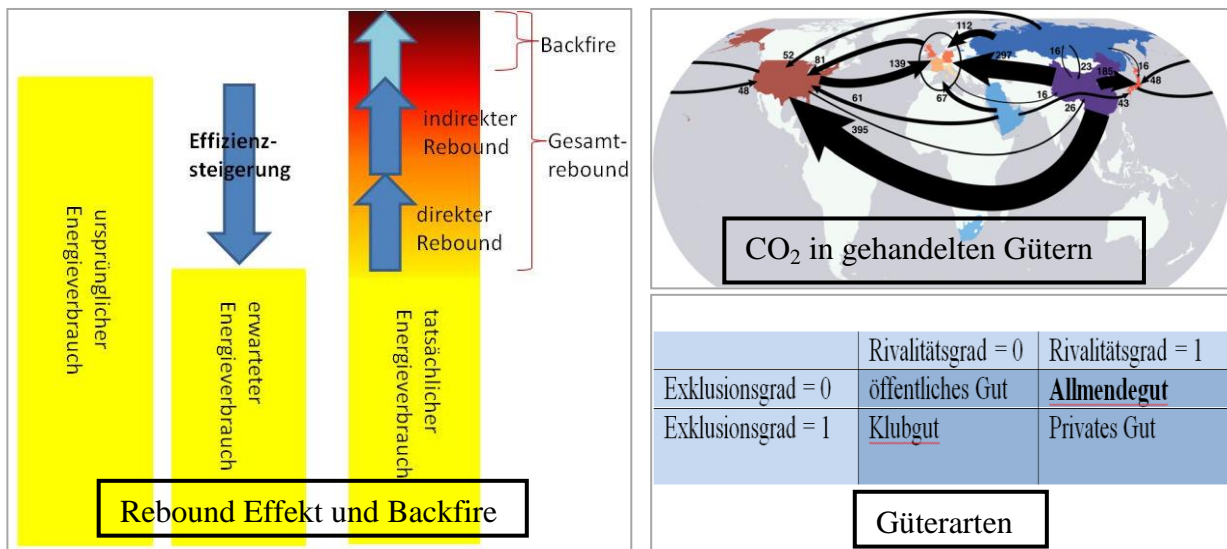 Backfire
indirekter
Rebound
Gesamt-
rebound
direkter
Rebound
Effizienz-
steigerung
ursprünglicher
Energieverbrauch
erwarteter
Energieverbrauch
tatsächlicher
Energieverbrauch
Rebound Effekt und Backfire
112
52
81
139
297
16
23
185
16
48
48
61
67
16
26
43
395
CO₂ in gehandelten Gütern
Rivalitätsgrad = 0 Rivalitätsgrad = 1
Exklusionsgrad = 0 öffentliches Gut Allmendegut
Exklusionsgrad = 1 Klubgut Privates Gut
Güterarten